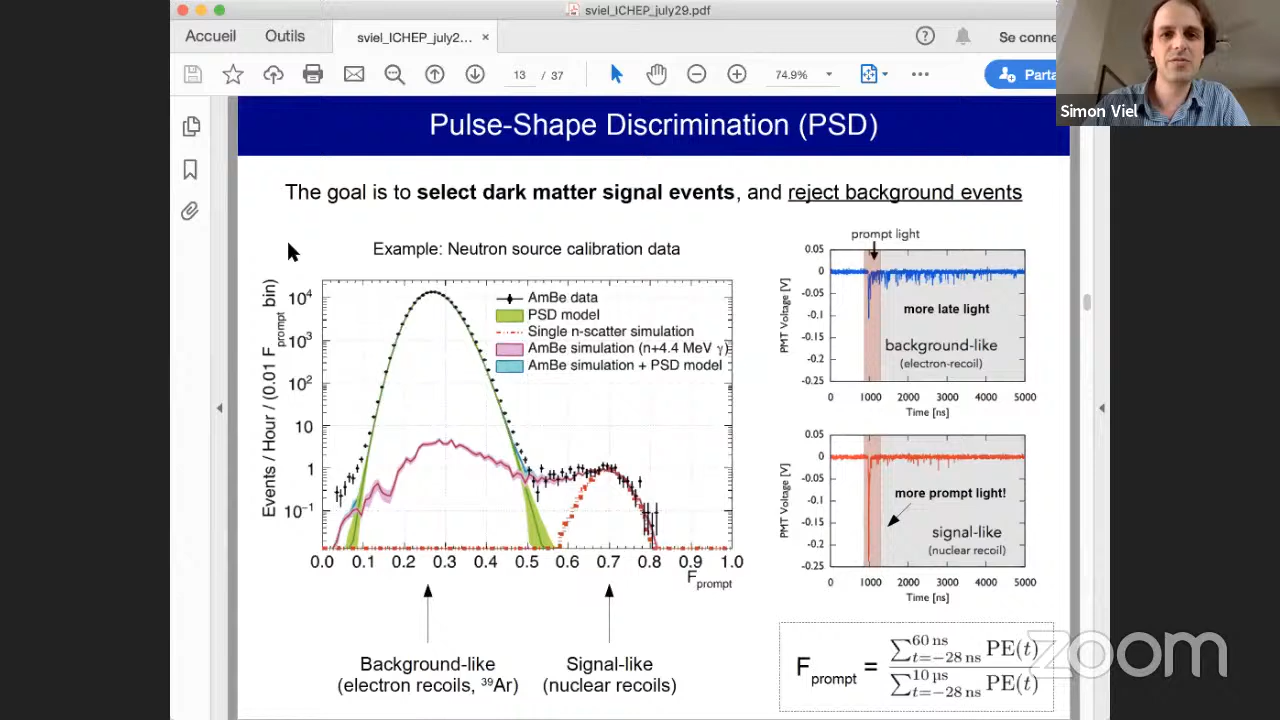 sviel_ICHEP_july29.pdf
Accueil
Outils
sviel_ICHEP_july2... ×
Se conne
13 / 37
74.9%
Parta
Simon Viel
Pulse-Shape Discrimination (PSD)
The goal is to select dark matter signal events, and reject background events
Example: Neutron source calibration data
Events / Hour / (0.01 Fprompt bin)
10⁴
10³
10²
10
1
10⁻¹
AmBe data
PSD model
Single n-scatter simulation
AmBe simulation (n+4.4 MeV γ)
AmBe simulation + PSD model
0.0 0.1 0.2 0.3 0.4 0.5 0.6 0.7 0.8 0.9 1.0
Fprompt
Background-like
(electron recoils, ³⁹Ar)
Signal-like
(nuclear recoils)
prompt light
PMT Voltage [V]
0.05
0
-0.05
-0.1
-0.15
-0.2
-0.25
more late light
background-like
(electron-recoil)
0 1000 2000 3000 4000 5000
Time [ns]
PMT Voltage [V]
0.05
0
-0.05
-0.1
-0.15
-0.2
-0.25
more prompt light!
signal-like
(nuclear recoil)
0 1000 2000 3000 4000 5000
Time [ns]
Fprompt = ∑_{t=−28 ns}^{60 ns} PE(t) / ∑_{t=−28 ns}^{10 μs} PE(t)
zoom